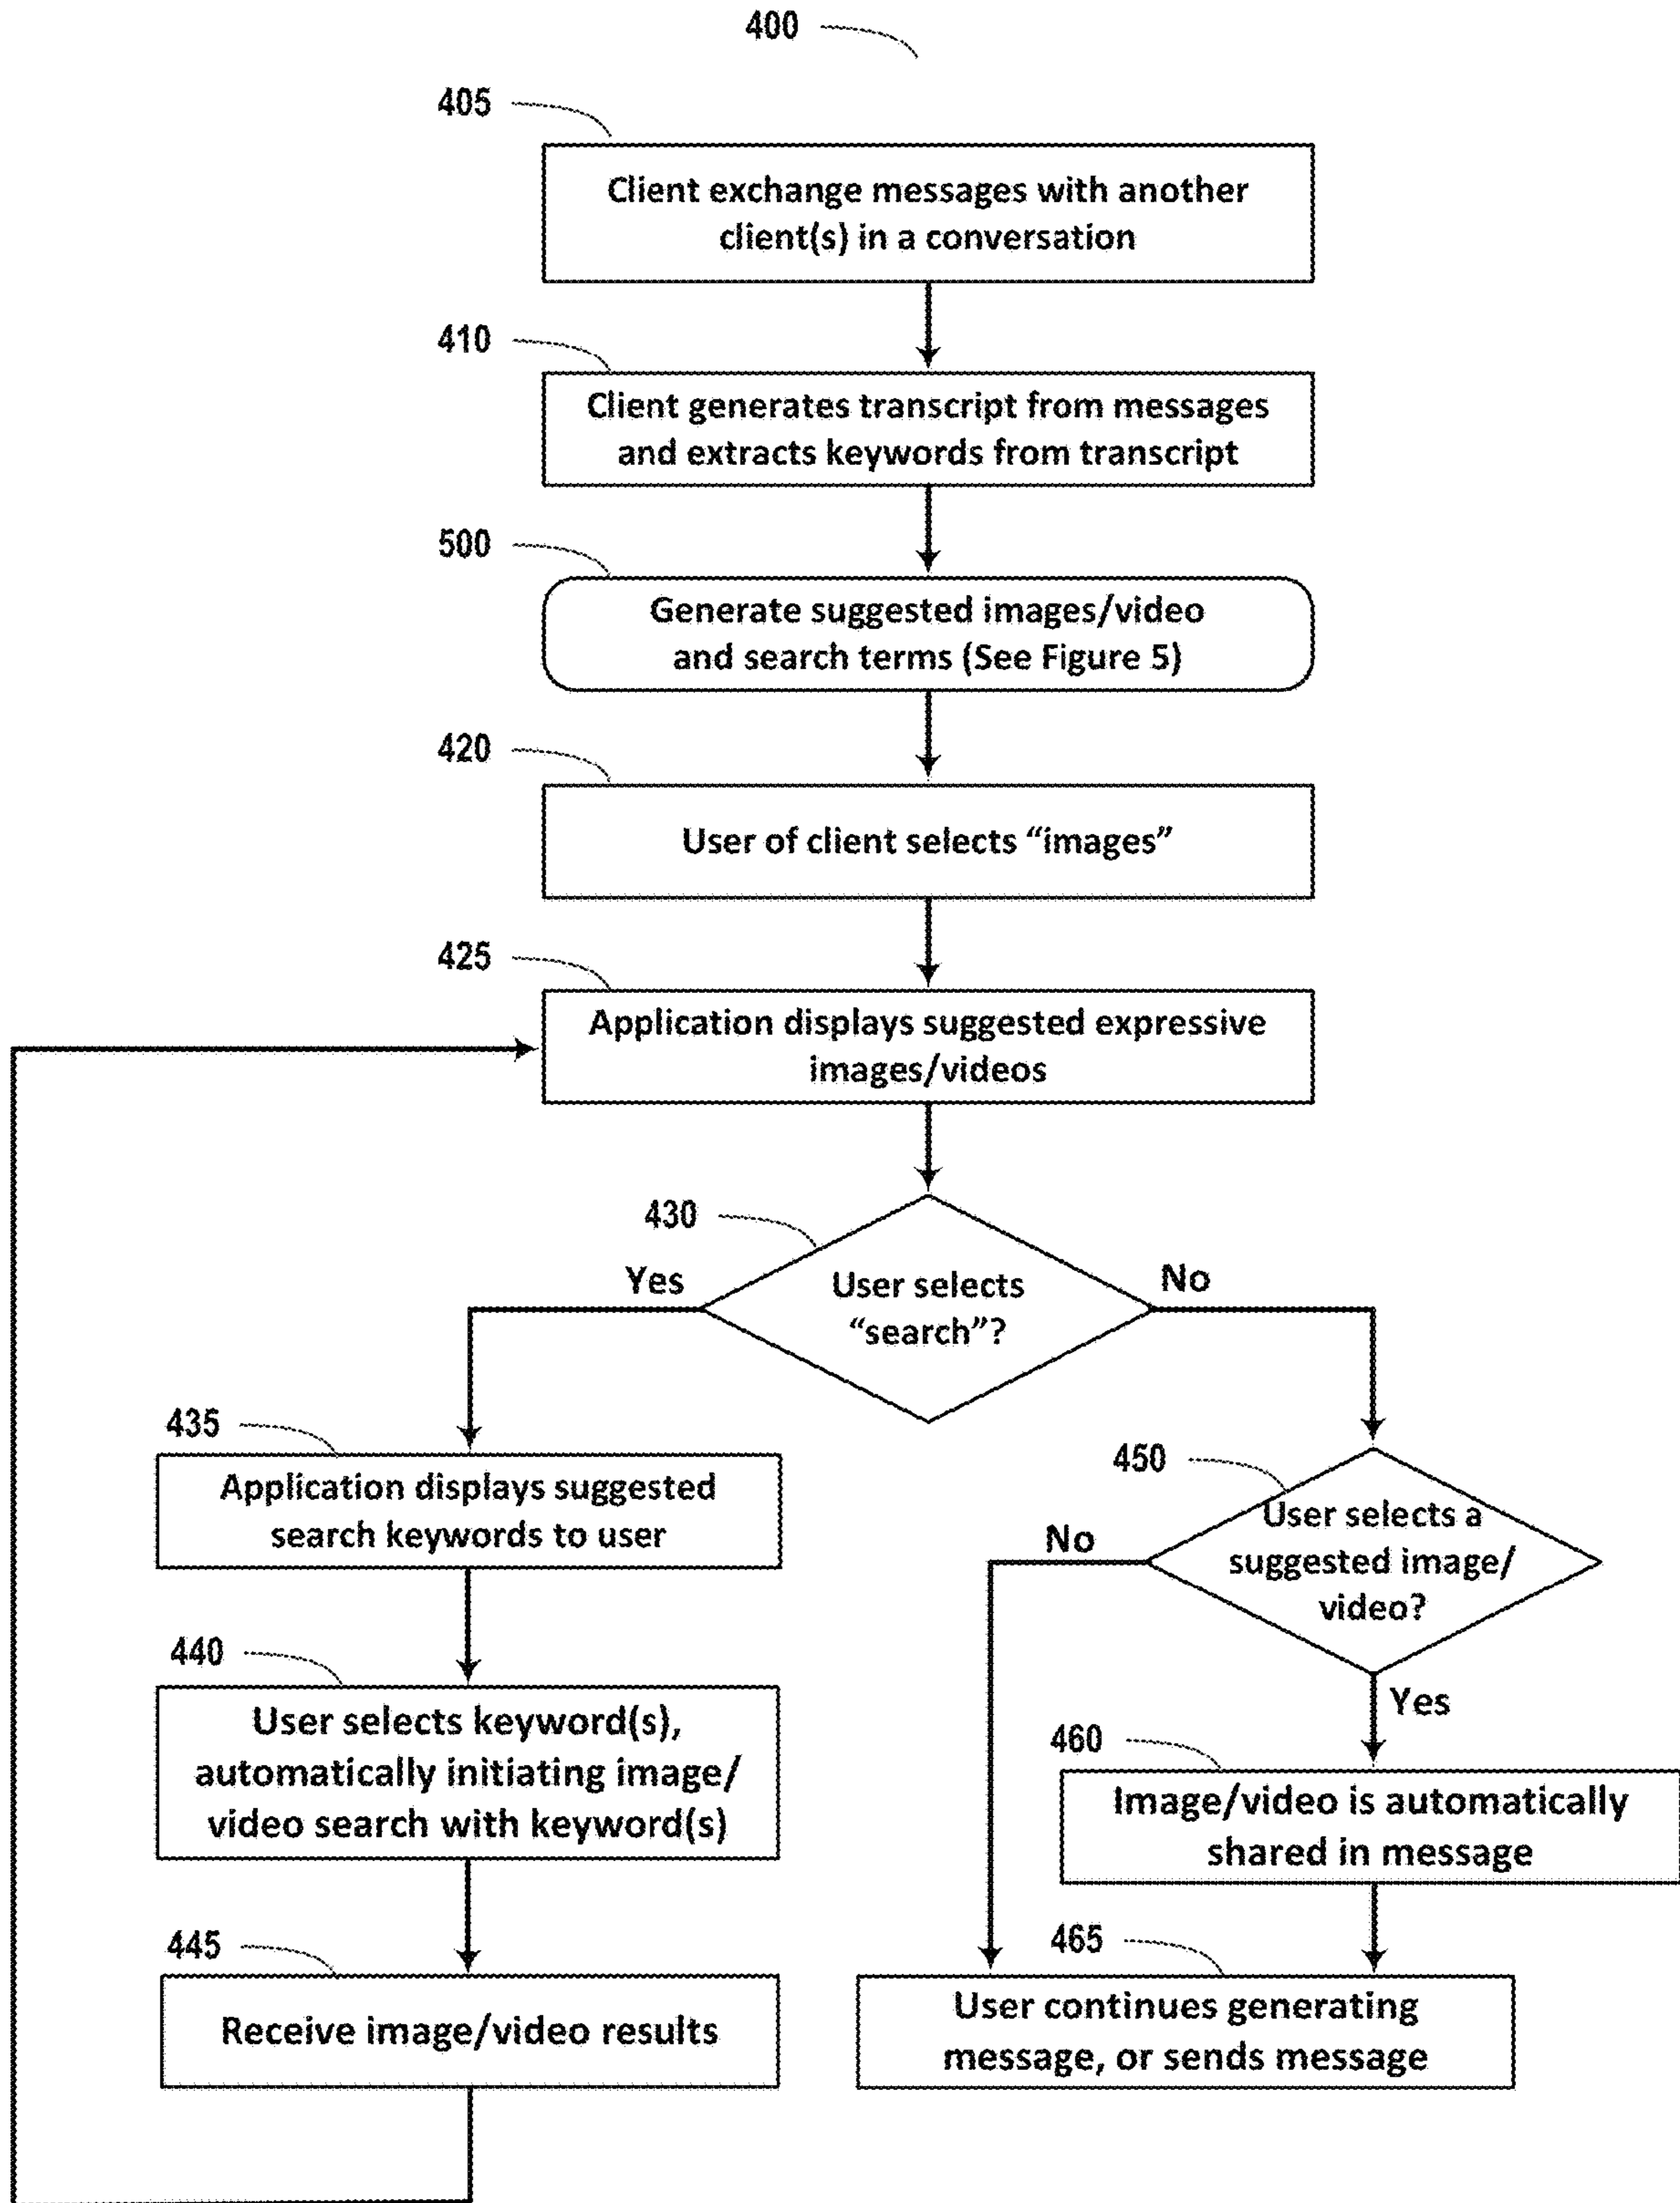 400
405
Client exchange messages with another
client(s) in a conversation
410
Client generates transcript from messages
and extracts keywords from transcript
500
Generate suggested images/video
and search terms (See Figure 5)
420
User of client selects “images”
425
Application displays suggested expressive
images/videos
430
Yes
No
User selects
“search”?
435
Application displays suggested
search keywords to user
450
No
User selects a
suggested image/
video?
Yes
440
User selects keyword(s),
automatically initiating image/
video search with keyword(s)
460
Image/video is automatically
shared in message
445
Receive image/video results
465
User continues generating
message, or sends message